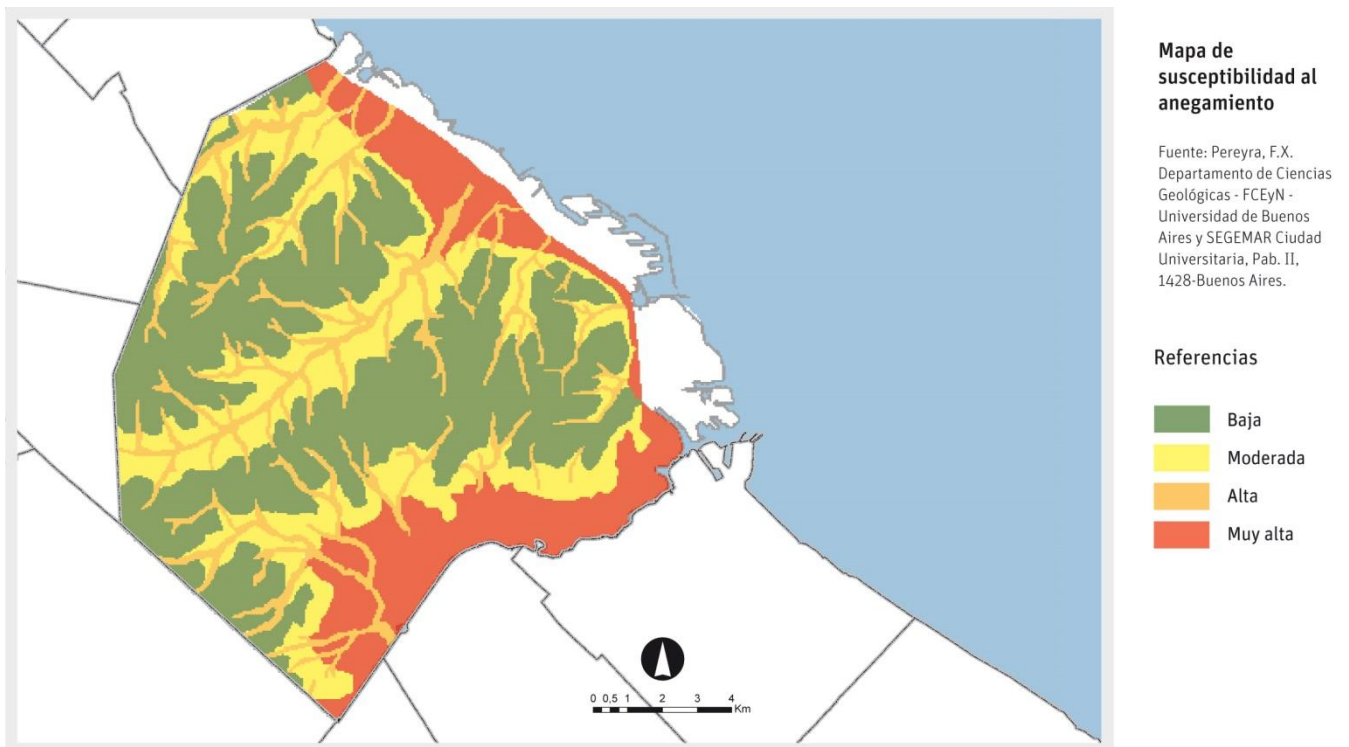 Mapa de
susceptibilidad al
anegamiento
Fuente: Pereyra, F.X.
Departamento de Ciencias
Geológicas - FCEyN -
Universidad de Buenos
Aires y SEGEMAR Ciudad
Universitaria, Pab. II,
1428-Buenos Aires.
Referencias
Baja
Moderada
Alta
Muy alta
0 0,5 1 2 3 4
Km